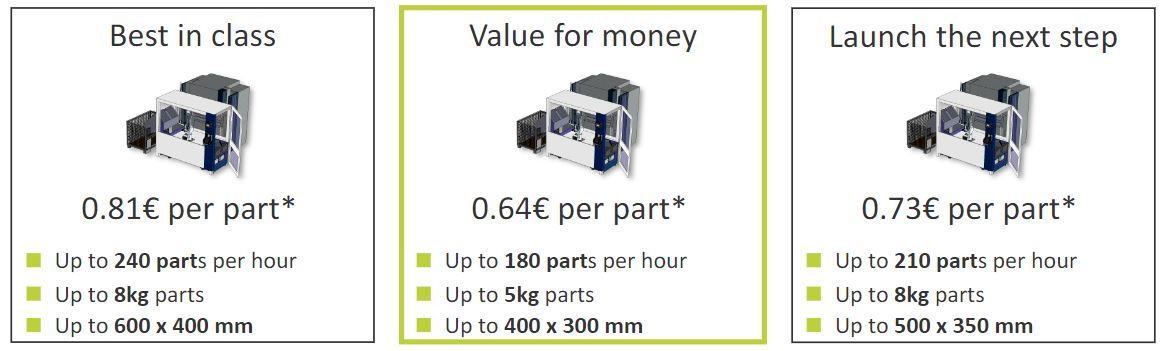 Best in class
0.81€ per part*
Up to 240 parts per hour
Up to 8kg parts
Up to 600 x 400 mm
Value for money
0.64€ per part*
Up to 180 parts per hour
Up to 5kg parts
Up to 400 x 300 mm
Launch the next step
0.73€ per part*
Up to 210 parts per hour
Up to 8kg parts
Up to 500 x 350 mm